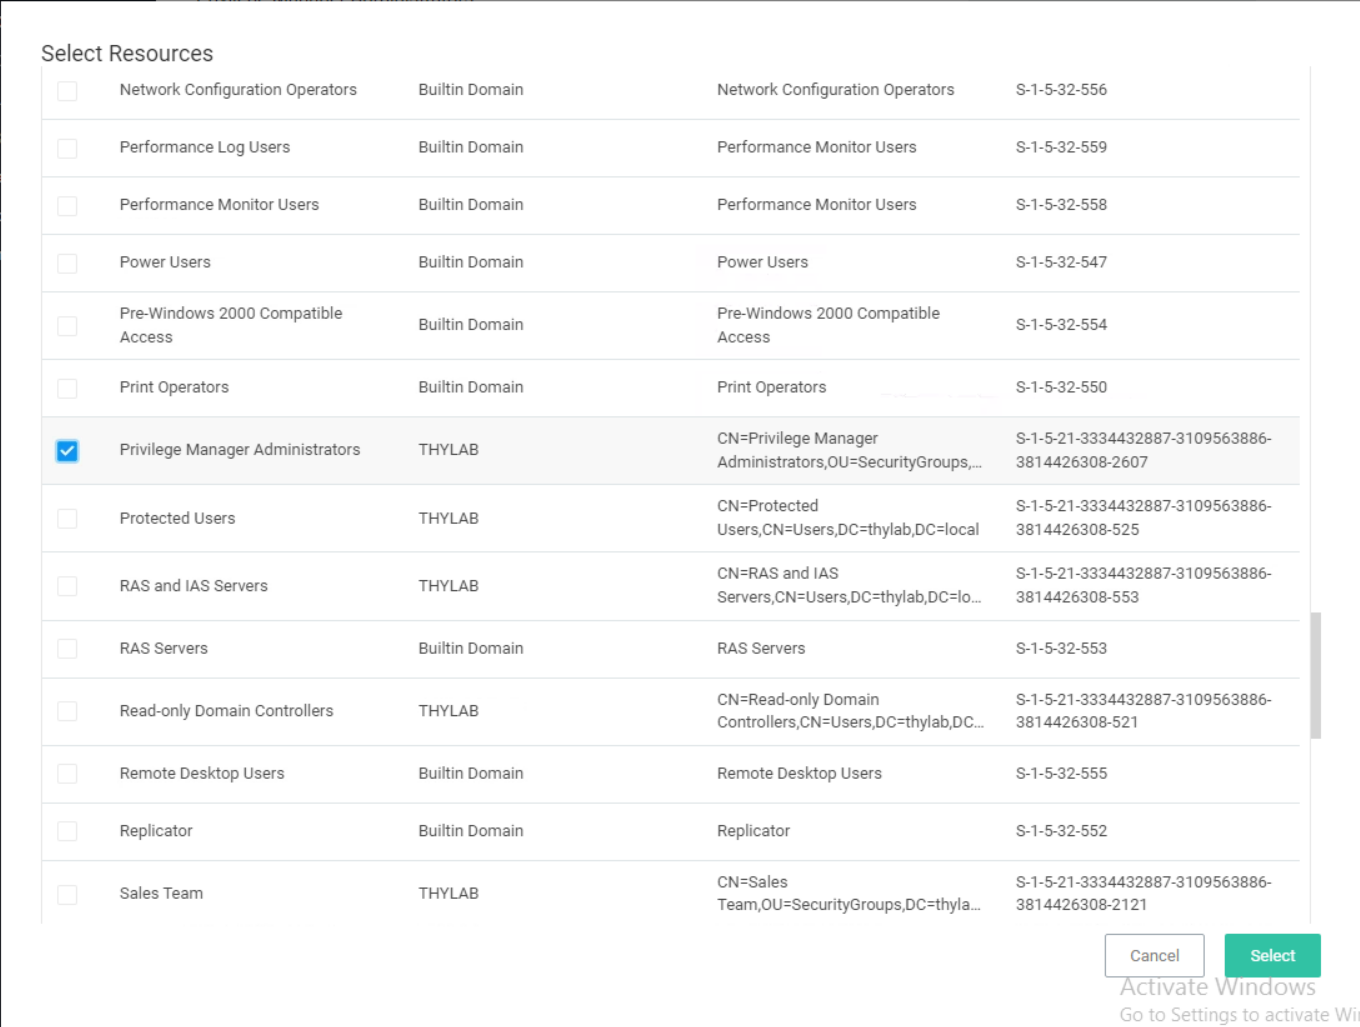 Select Resources
Network Configuration Operators Builtin Domain Network Configuration Operators S-1-5-32-556
Performance Log Users Builtin Domain Performance Monitor Users S-1-5-32-559
Performance Monitor Users Builtin Domain Performance Monitor Users S-1-5-32-558
Power Users Builtin Domain Power Users S-1-5-32-547
Pre-Windows 2000 Compatible
Access Builtin Domain Pre-Windows 2000 Compatible
Access S-1-5-32-554
Print Operators Builtin Domain Print Operators S-1-5-32-550
Privilege Manager Administrators THYLAB CN=Privilege Manager
Administrators,OU=SecurityGroups,... S-1-5-21-3334432887-3109563886-
3814426308-2607
Protected Users THYLAB CN=Protected
Users,CN=Users,DC=thylab,DC=local S-1-5-21-3334432887-3109563886-
3814426308-525
RAS and IAS Servers THYLAB CN=RAS and IAS
Servers,CN=Users,DC=thylab,DC=lo... S-1-5-21-3334432887-3109563886-
3814426308-553
RAS Servers Builtin Domain RAS Servers S-1-5-32-553
Read-only Domain Controllers THYLAB CN=Read-only Domain
Controllers,CN=Users,DC=thylab,DC... S-1-5-21-3334432887-3109563886-
3814426308-521
Remote Desktop Users Builtin Domain Remote Desktop Users S-1-5-32-555
Replicator Builtin Domain Replicator S-1-5-32-552
Sales Team THYLAB CN=Sales
Team,OU=SecurityGroups,DC=thyla... S-1-5-21-3334432887-3109563886-
3814426308-2121
Cancel Select
Activate Windows
Go to Settings to activate Wi